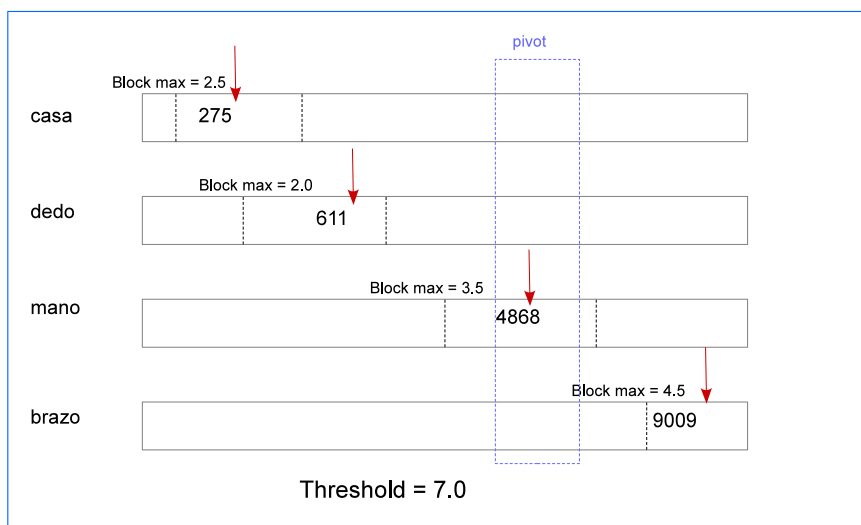 pivot
Block max = 2.5
casa
275
Block max = 2.0
dedo
611
Block max = 3.5
mano
4868
Block max = 4.5
brazo
9009
Threshold = 7.0